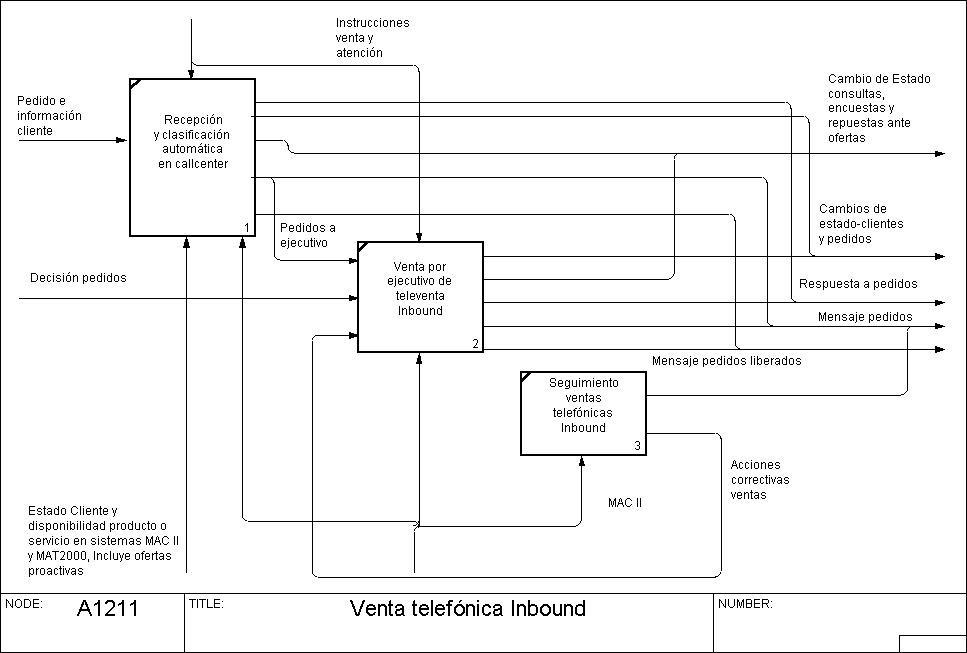 Instrucciones
venta y
atención
Pedido e
información
cliente
Recepción
y clasificación
automática
en callcenter
1
Cambio de Estado
consultas,
encuestas y
repuestas ante
ofertas
Cambios de
estado-clientes
y pedidos
Pedidos a
ejecutivo
Decisión pedidos
Venta por
ejecutivo de
televenta
Inbound
2
Respuesta a pedidos
Mensaje pedidos
Mensaje pedidos liberados
Seguimiento
ventas
telefónicas
Inbound
3
Acciones
correctivas
ventas
MAC II
Estado Cliente y
disponibilidad producto o
servicio en sistemas MAC II
y MAT2000, Incluye ofertas
proactivas
NODE: A1211
TITLE: Venta telefónica Inbound
NUMBER: